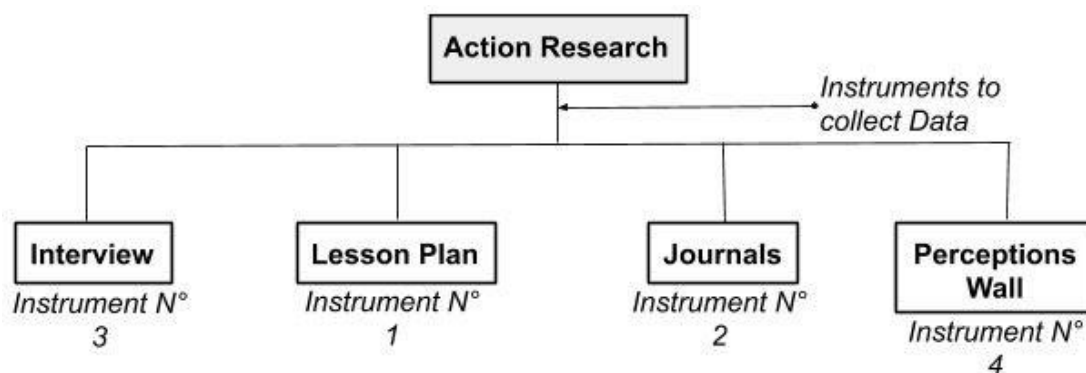 Action Research
Instruments to
collect Data
Interview
Instrument N°
3
Lesson Plan
Instrument N°
1
Journals
Instrument N°
2
Perceptions
Wall
Instrument N°
4